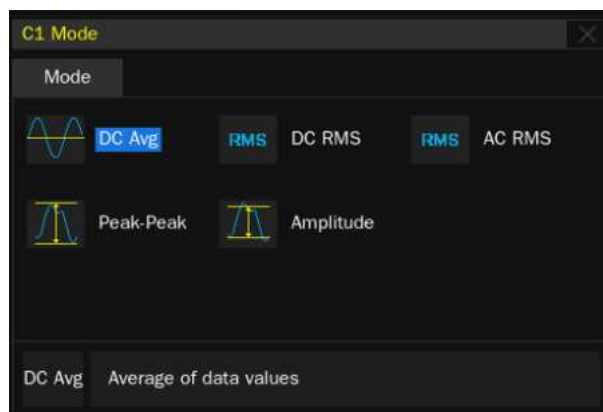 C1 Mode
Mode
DC Avg RMS DC RMS RMS AC RMS
Peak-Peak Amplitude
DC Avg Average of data values